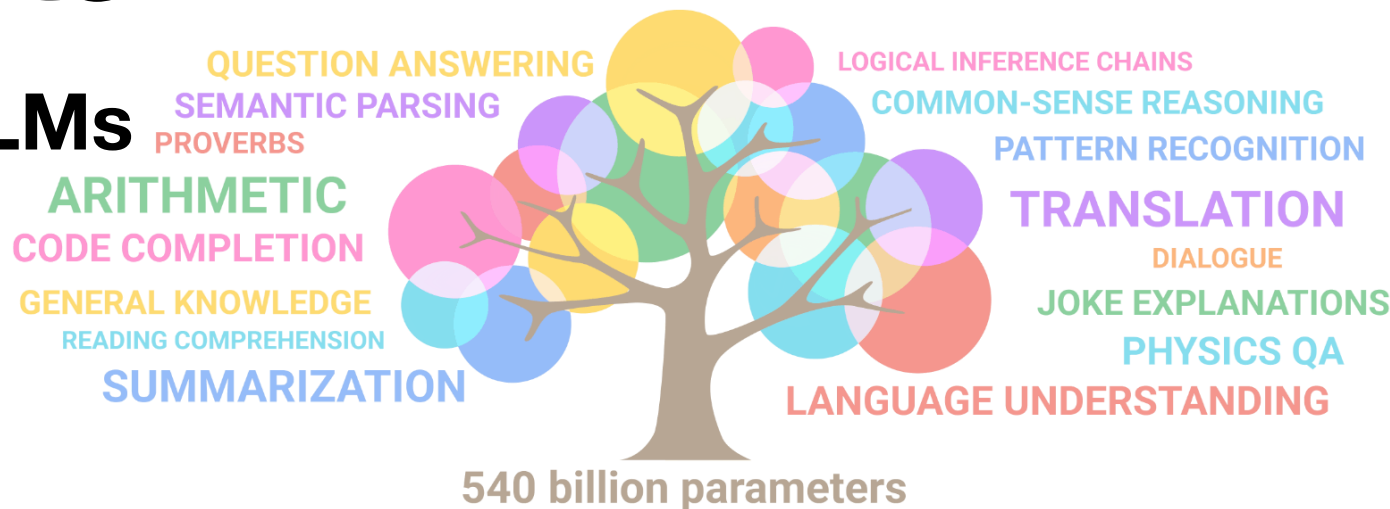 LMs
QUESTION ANSWERING
SEMANTIC PARSING
PROVERBS
ARITHMETIC
CODE COMPLETION
GENERAL KNOWLEDGE
READING COMPREHENSION
SUMMARIZATION
LOGICAL INFERENCE CHAINS
COMMON-SENSE REASONING
PATTERN RECOGNITION
TRANSLATION
DIALOGUE
JOKE EXPLANATIONS
PHYSICS QA
LANGUAGE UNDERSTANDING
540 billion parameters